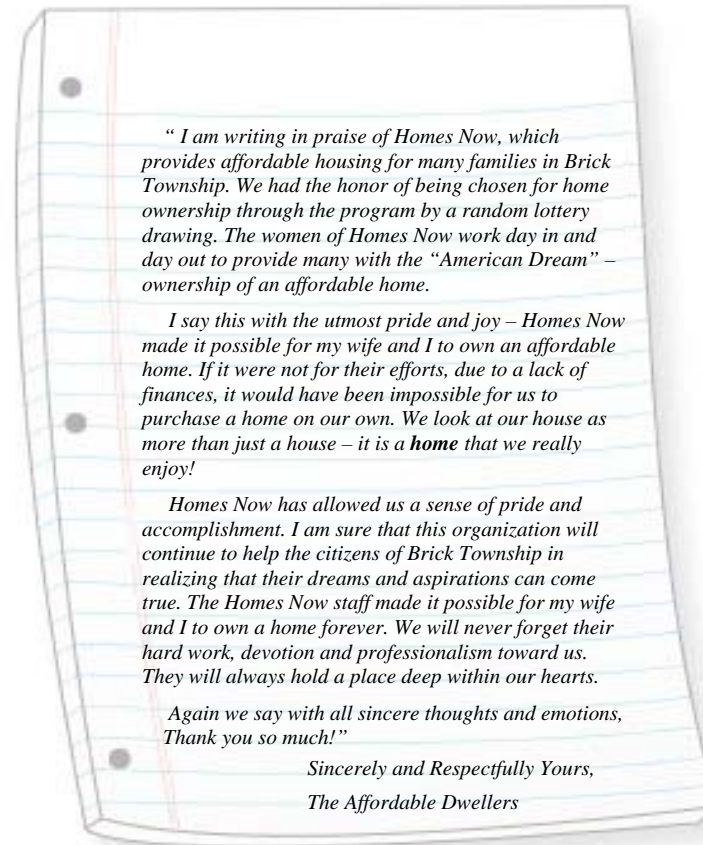 “ I am writing in praise of Homes Now, which
provides affordable housing for many families in Brick
Township. We had the honor of being chosen for home
ownership through the program by a random lottery
drawing. The women of Homes Now work day in and
day out to provide many with the “American Dream” –
ownership of an affordable home.
I say this with the utmost pride and joy – Homes Now
made it possible for my wife and I to own an affordable
home. If it were not for their efforts, due to a lack of
finances, it would have been impossible for us to
purchase a home on our own. We look at our house as
more than just a house – it is a home that we really
enjoy!
Homes Now has allowed us a sense of pride and
accomplishment. I am sure that this organization will
continue to help the citizens of Brick Township in
realizing that their dreams and aspirations can come
true. The Homes Now staff made it possible for my wife
and I to own a home forever. We will never forget their
hard work, devotion and professionalism toward us.
They will always hold a place deep within our hearts.
Again we say with all sincere thoughts and emotions,
Thank you so much!”
Sincerely and Respectfully Yours,
The Affordable Dwellers